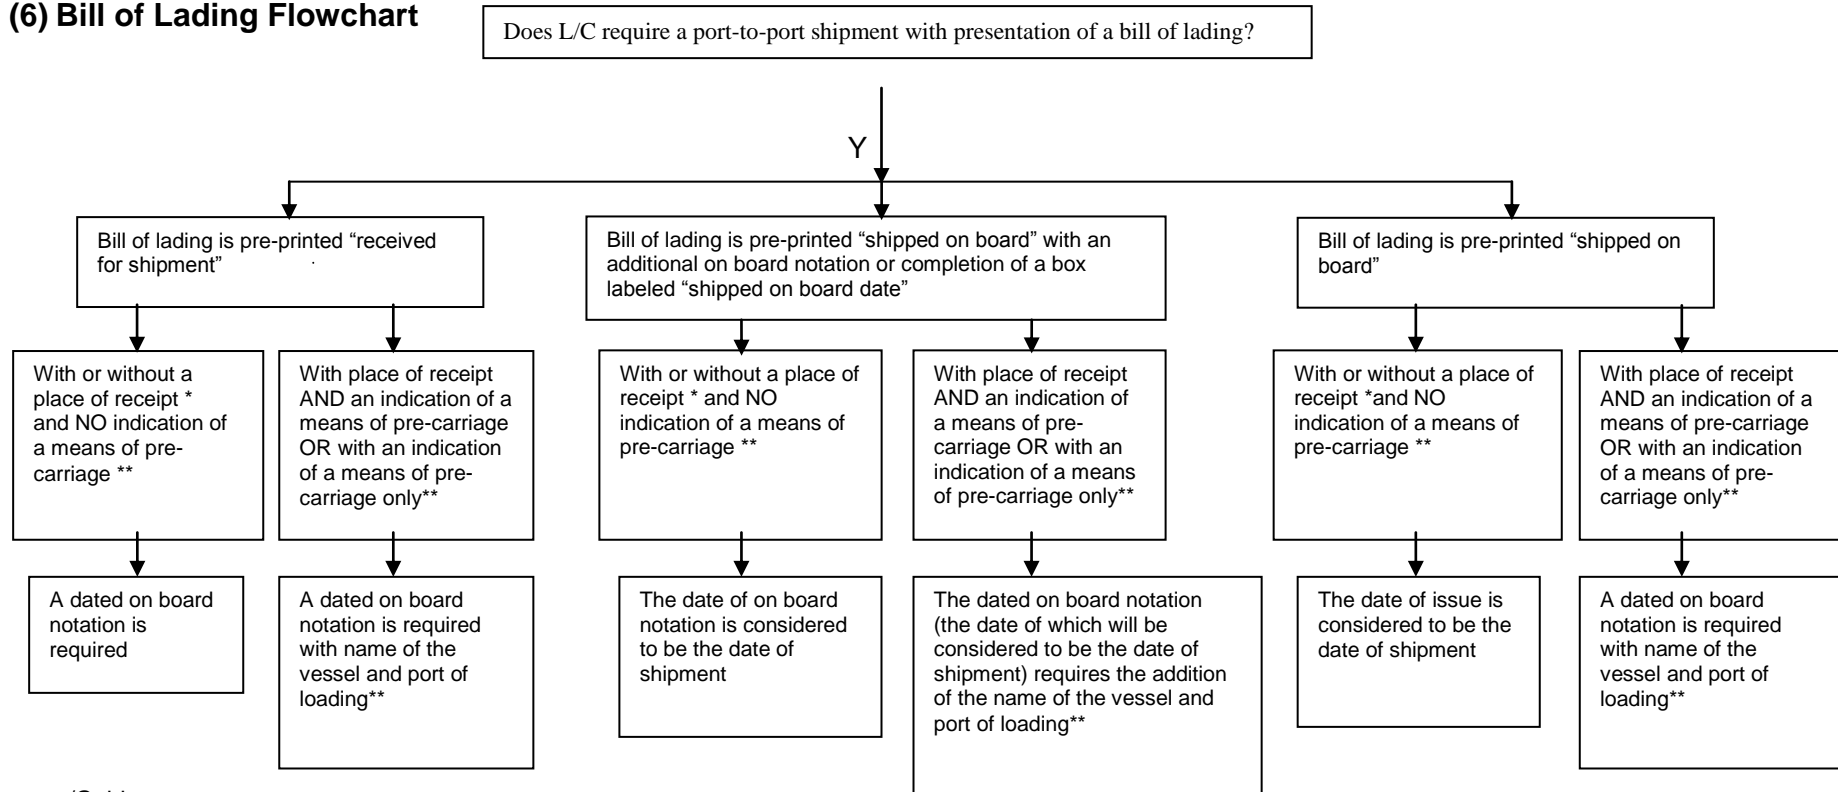 (6) Bill of Lading Flowchart
Does L/C require a port-to-port shipment with presentation of a bill of lading?
Y
Bill of lading is pre-printed “received
for shipment”
Bill of lading is pre-printed “shipped on board” with an
additional on board notation or completion of a box
labeled “shipped on board date”
Bill of lading is pre-printed “shipped on
board”
With or without a
place of receipt *
and NO indication of
a means of pre-
carriage **
With place of receipt
AND an indication of a
means of pre-carriage
OR with an indication
of a means of pre-
carriage only**
With or without a place of
receipt * and NO
indication of a means of
pre-carriage **
With place of receipt
AND an indication of
a means of pre-
carriage OR with an
indication of a means
of pre-carriage only**
With or without a place of
receipt *and NO
indication of a means of
pre-carriage **
With place of receipt
AND an indication of a
means of pre-carriage
OR with an indication
of a means of pre-
carriage only**
A dated on board
notation is
required
A dated on board
notation is required
with name of the
vessel and port of
loading**
The date of on board
notation is considered
to be the date of
shipment
The dated on board notation
(the date of which will be
considered to be the date of
shipment) requires the addition
of the name of the vessel and
port of loading**
The date of issue is
considered to be the
date of shipment
A dated on board
notation is required
with name of the
vessel and port of
loading**